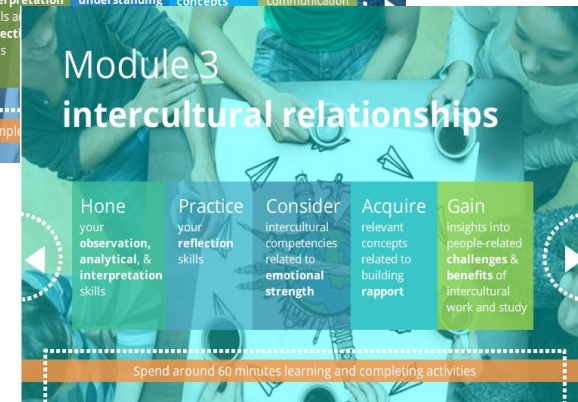 understanding
concepts
communication
Module 3
intercultural relationships
Hone
your
observation,
analytical, &
interpretation
skills
Practice
your
reflection
skills
Consider
intercultural
competencies
related to
emotional
strength
Acquire
relevant
concepts
related to
building
rapport
Gain
insights into
people-related
challenges &
benefits of
intercultural
work and study
Spend around 60 minutes learning and completing activities